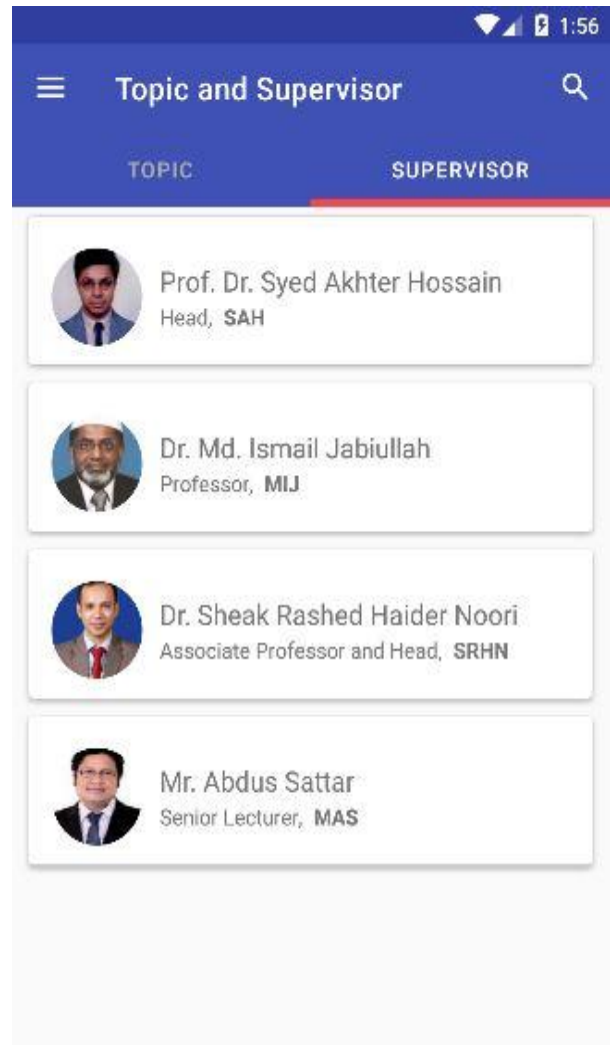 1:56
Topic and Supervisor
TOPIC SUPERVISOR
Prof. Dr. Syed Akhter Hossain
Head, SAH
Dr. Md. Ismail Jabiullah
Professor, MIJ
Dr. Sheak Rashed Haider Noori
Associate Professor and Head, SRHN
Mr. Abdus Sattar
Senior Lecturer, MAS